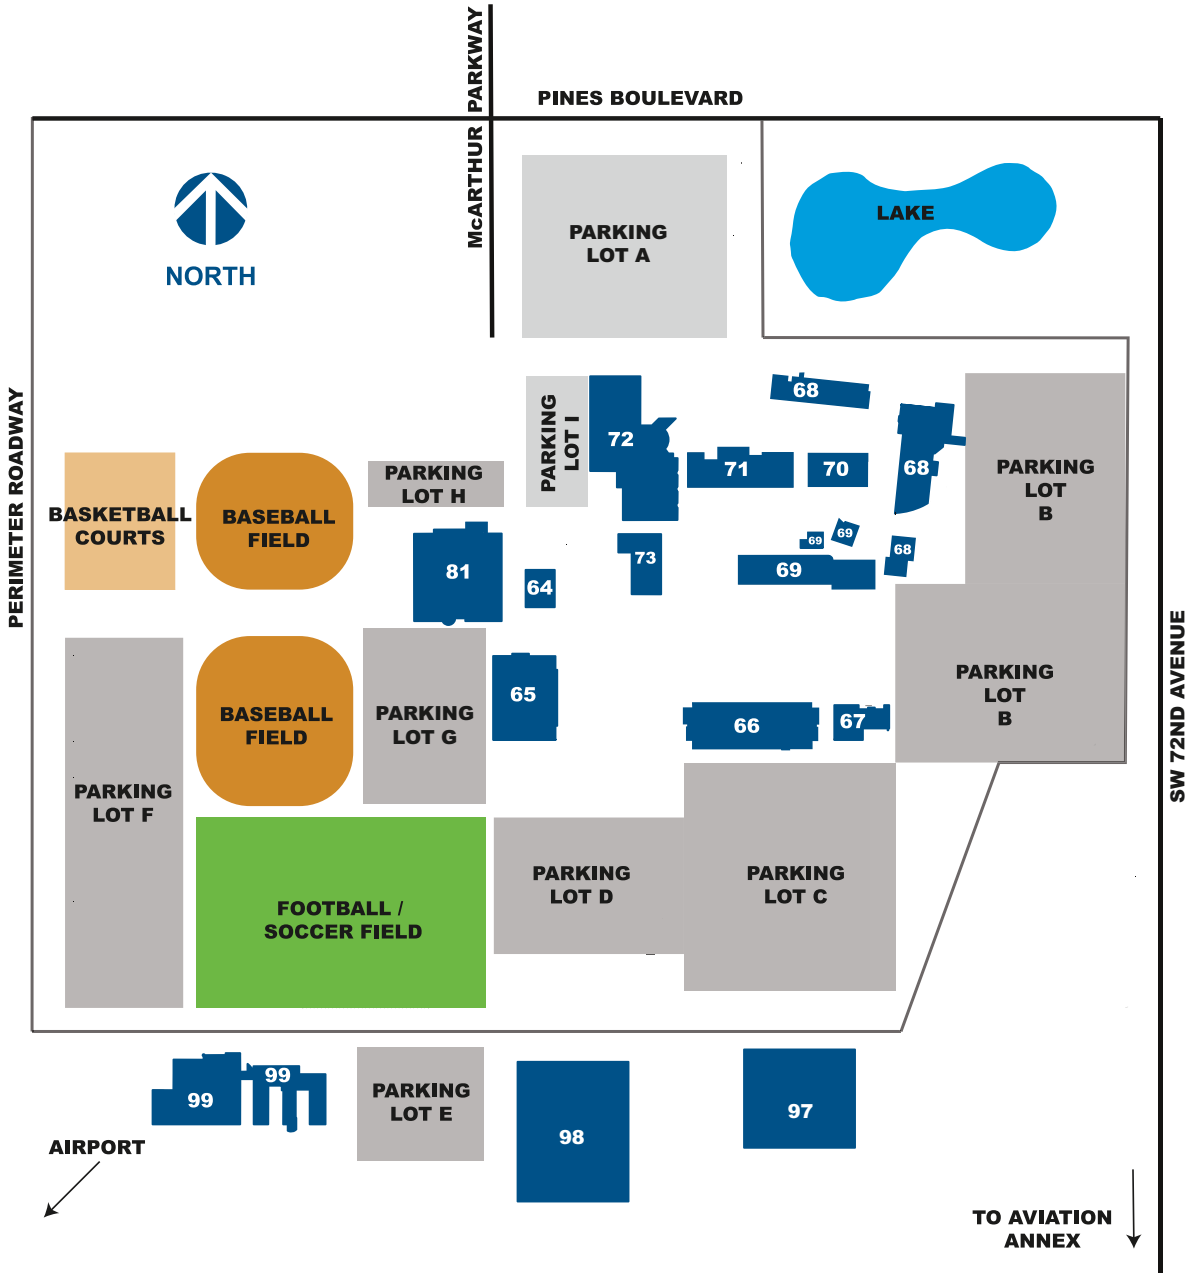 McARTHUR PARKWAY
PINES BOULEVARD
NORTH
PARKING
LOT A
LAKE
PERIMETER ROADWAY
68
PARKING
LOT I
72
71
70
68
PARKING
LOT
B
PARKING
LOT H
BASKETBALL
COURTS
BASEBALL
FIELD
81
64
73
69
69
69
68
SW 72ND AVENUE
PARKING
LOT
B
BASEBALL
FIELD
PARKING
LOT G
65
66
67
PARKING
LOT F
FOOTBALL /
SOCCER FIELD
PARKING
LOT D
PARKING
LOT C
99
99
PARKING
LOT E
98
97
AIRPORT
TO AVIATION
ANNEX